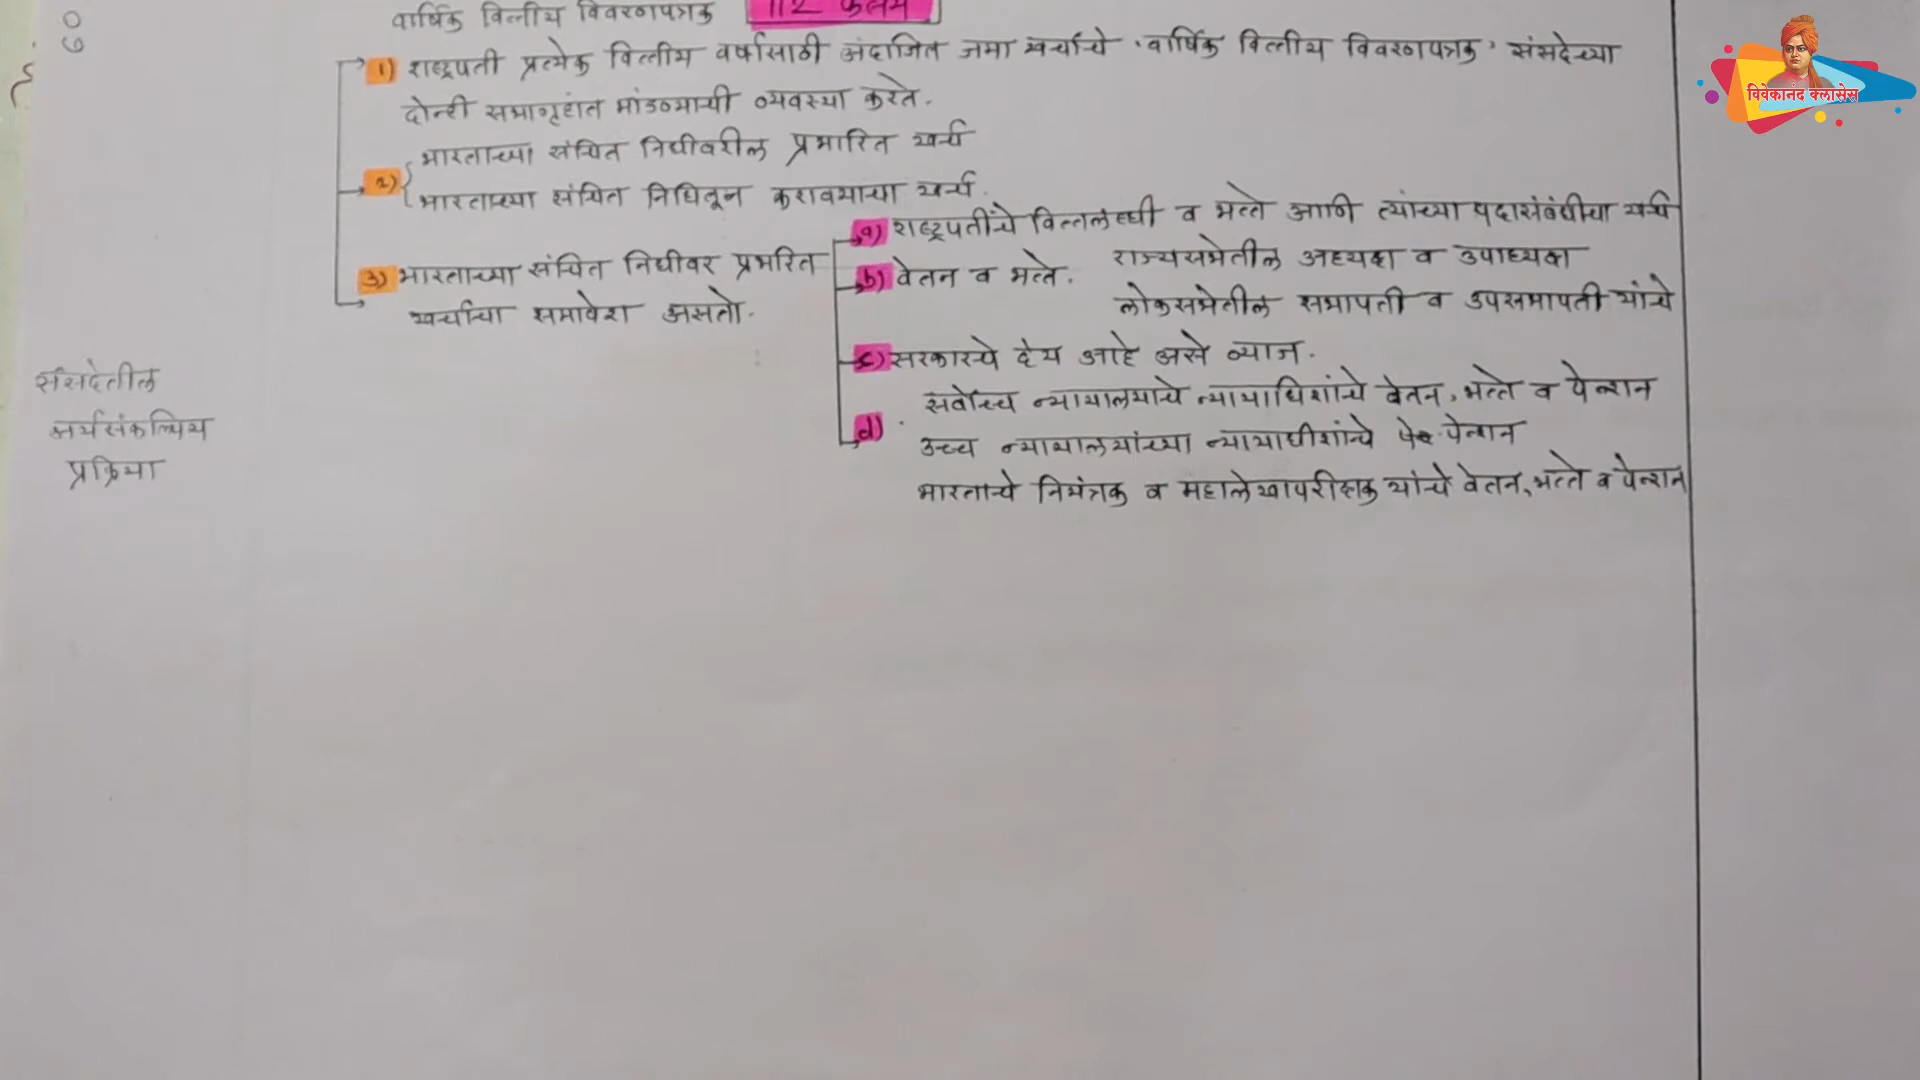 वार्षिक वित्तीय विवरणपत्रक 112 कलम
1) राष्ट्रपती प्रत्येक वित्तीय वर्षासाठी अंदाजित जमा खर्चाचे 'वार्षिक वित्तीय विवरणपत्रक' संसदेच्या
दोन्ही सभागृहांत मांडण्याची व्यवस्था करते.
2) भारताच्या संचित निधीवरील प्रभारित खर्च
भारताच्या संचित निधितून करावयाचा खर्च.
3) भारताच्या संचित निधीवर प्रभरित
खर्चाचा समावेश असतो.
a) राष्ट्रपतींचे वित्तलब्धी व भत्ते आणि त्यांच्या पदासंबंधीचा खर्च
b) वेतन व भत्ते. राज्यसभेतील अध्यक्ष व उपाध्यक्ष
लोकसभेतील सभापती व उपसभापती यांचे
c) सरकारचे देय आहे असे व्याज.
d) सर्वोच्च न्यायालयाचे न्यायाधिशांचे वेतन, भत्ते व पेन्शन
उच्च न्यायालयांच्या न्यायाधीशांचे पेन्शन
भारताचे नियंत्रक व महालेखापरीक्षक यांचे वेतन, भत्ते व पेन्शन
संसदेतील
अर्थसंकल्पिय
प्रक्रिया
विवेकानंद क्लासेस